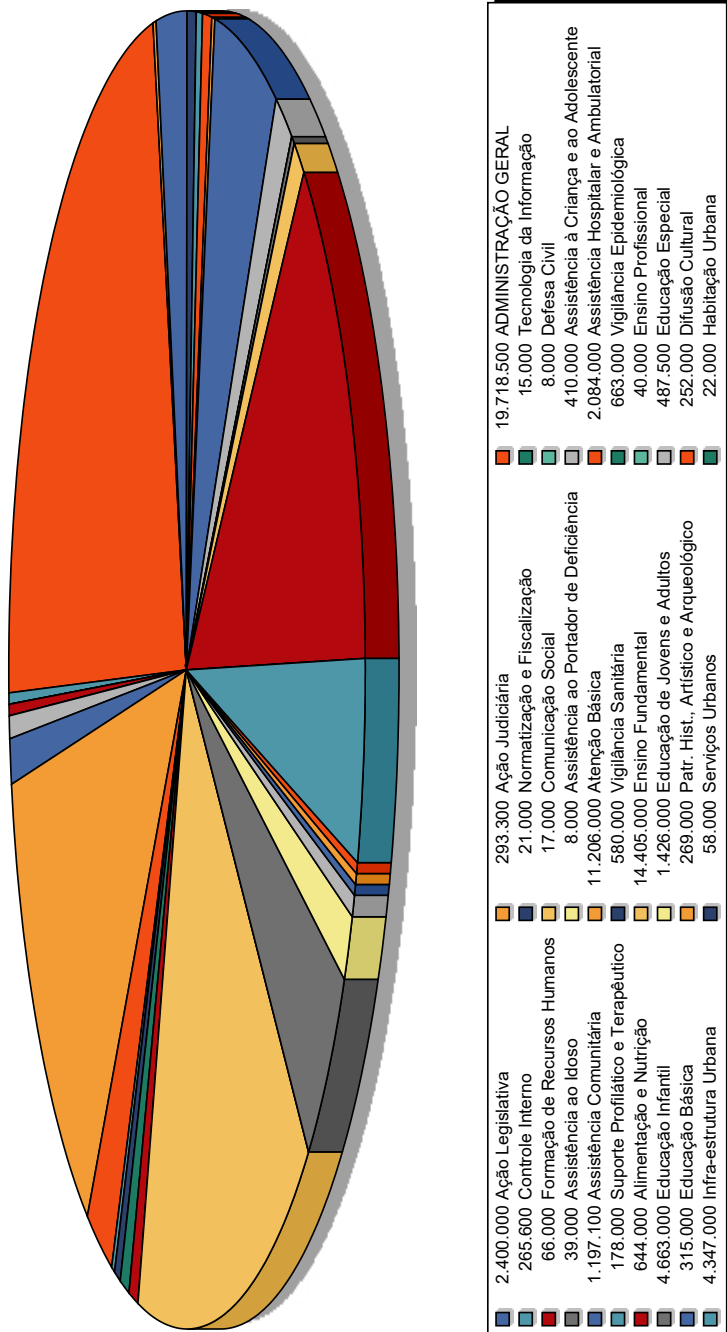 2.400.000 Ação Legislativa
293.300 Ação Judiciária
19.718.500 ADMINISTRAÇÃO GERAL
265.600 Controle Interno
21.000 Normatização e Fiscalização
15.000 Tecnologia da Informação
66.000 Formação de Recursos Humanos
17.000 Comunicação Social
8.000 Defesa Civil
39.000 Assistência ao Idoso
8.000 Assistência ao Portador de Deficiência
410.000 Assistência à Criança e ao Adolescente
1.197.100 Assistência Comunitária
11.206.000 Atenção Básica
2.084.000 Assistência Hospitalar e Ambulatorial
178.000 Suporte Profilático e Terapêutico
580.000 Vigilância Sanitária
663.000 Vigilância Epidemiológica
644.000 Alimentação e Nutrição
14.405.000 Ensino Fundamental
40.000 Ensino Profissional
4.663.000 Educação Infantil
1.426.000 Educação de Jovens e Adultos
487.500 Educação Especial
315.000 Educação Básica
269.000 Patr. Hist., Artístico e Arqueológico
252.000 Difusão Cultural
4.347.000 Infra-estrutura Urbana
58.000 Serviços Urbanos
22.000 Habitação Urbana